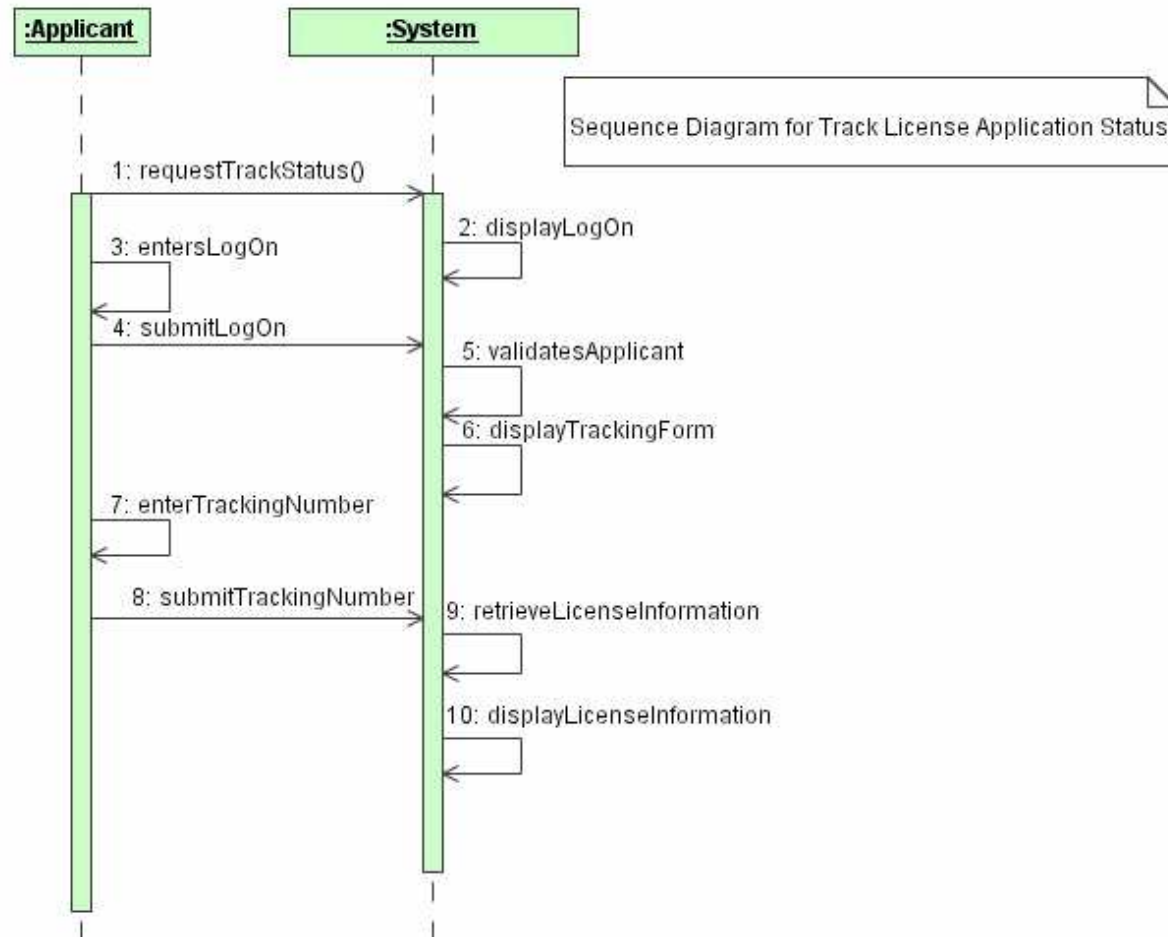 :Applicant
:System
Sequence Diagram for Track License Application Status
1: requestTrackStatus()
2: displayLogOn
3: entersLogOn
4: submitLogOn
5: validatesApplicant
6: displayTrackingForm
7: enterTrackingNumber
8: submitTrackingNumber
9: retrieveLicenseInformation
10: displayLicenseInformation